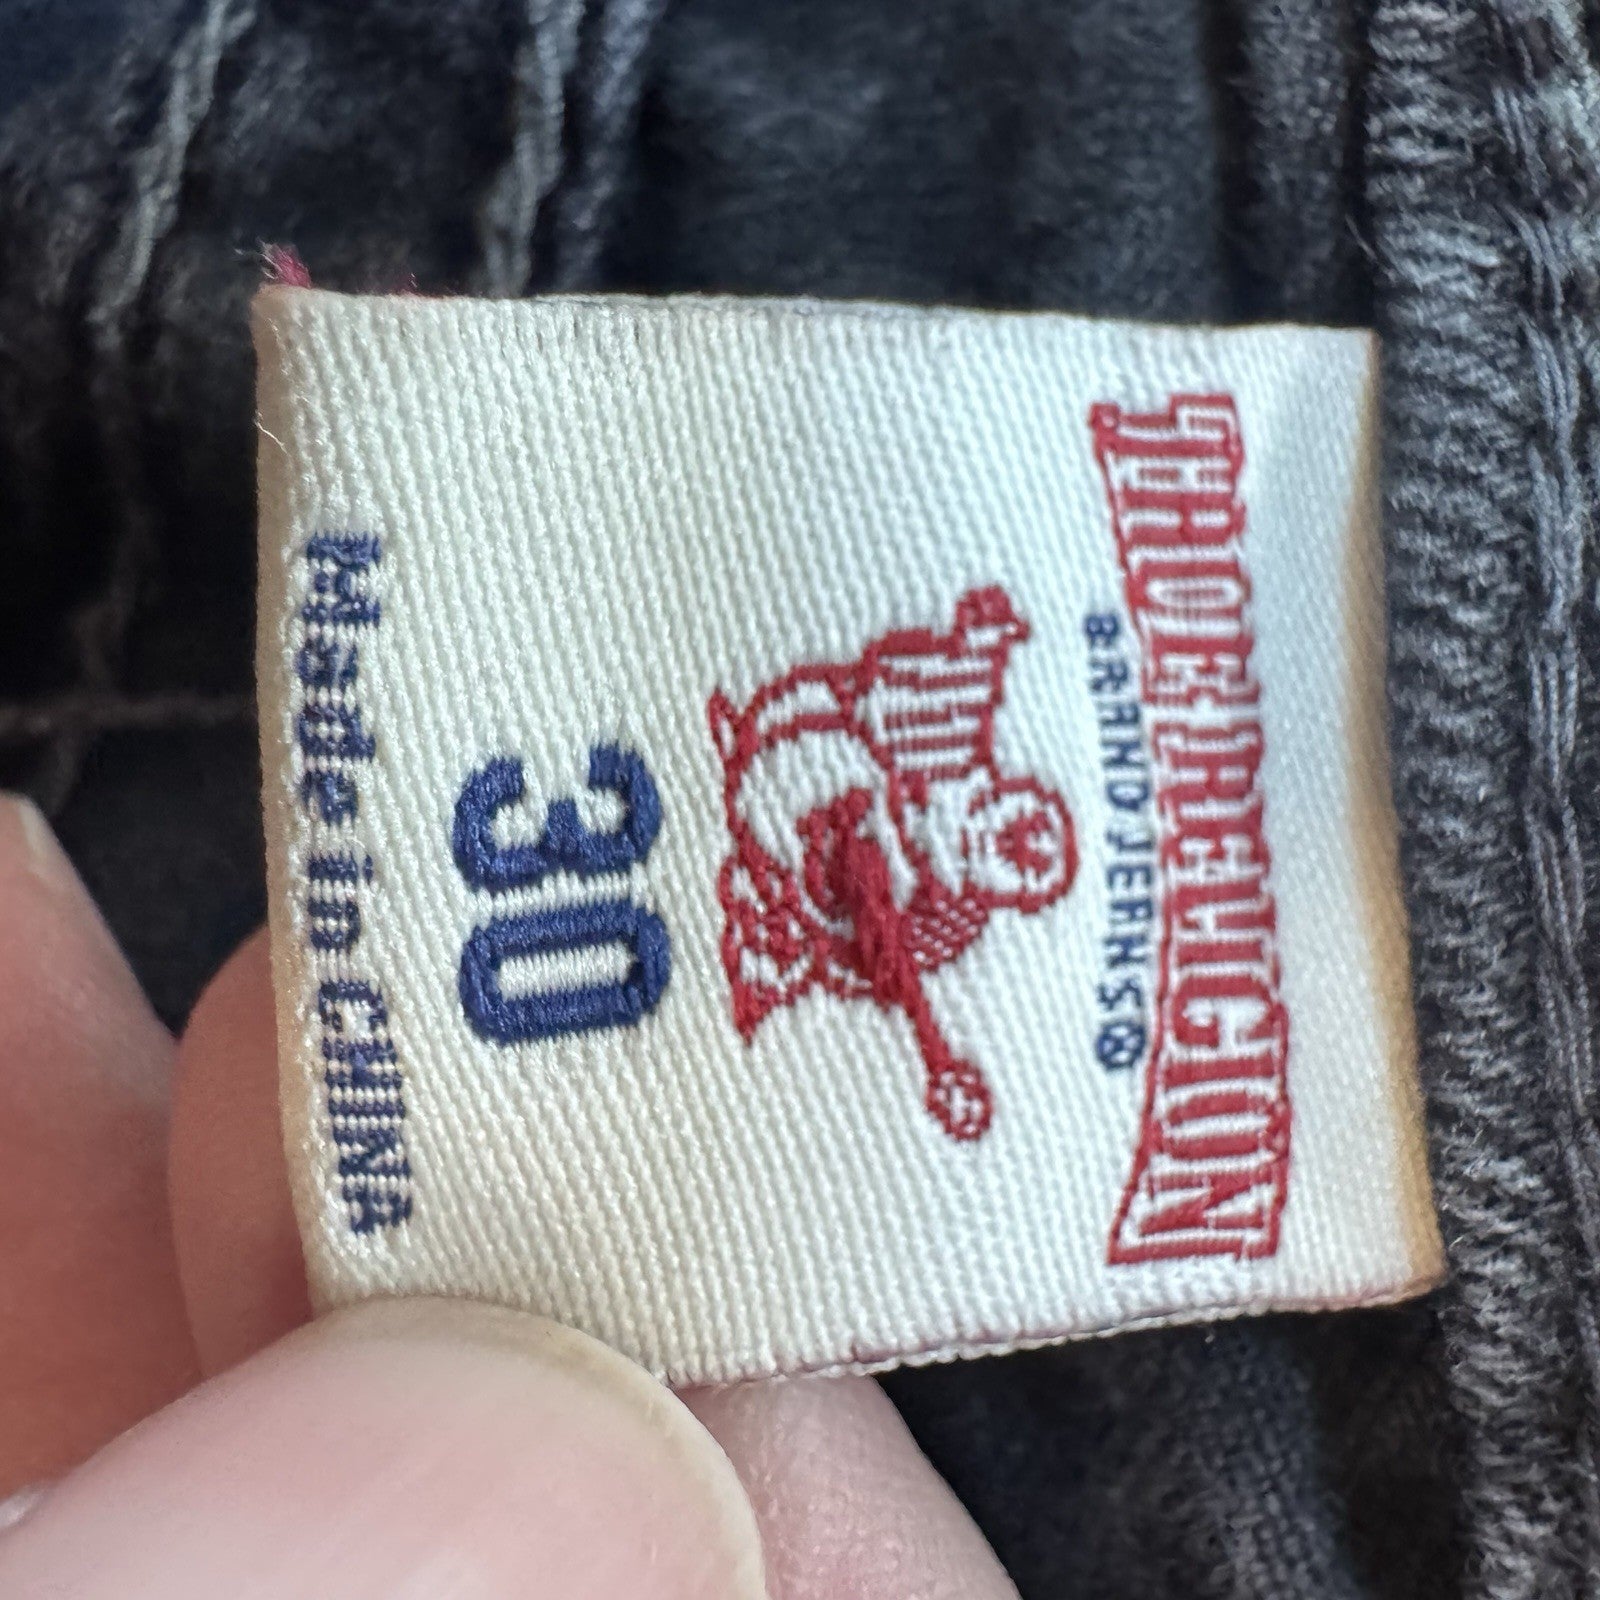 TRUE RELIGION
BRAND JEANS®
30
Made in CHINA